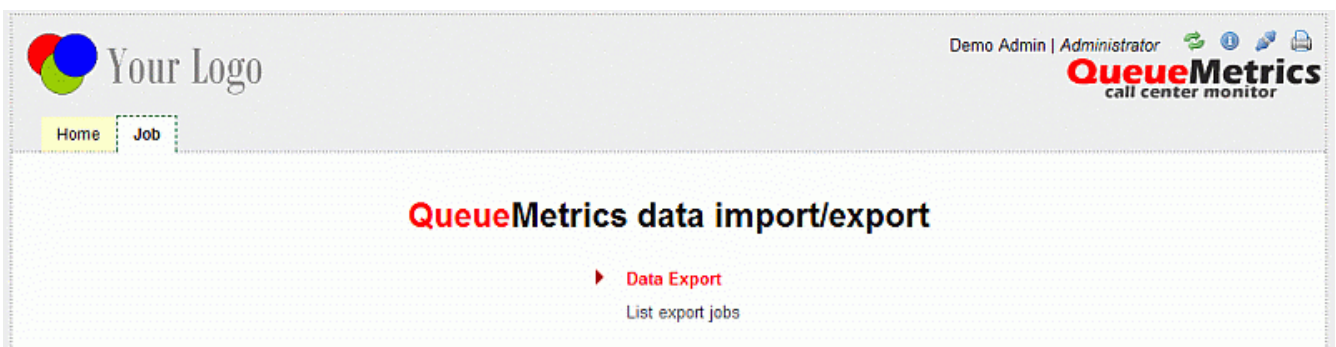 Your Logo
Demo Admin | Administrator
QueueMetrics
call center monitor
Home
Job
QueueMetrics data import/export
Data Export
List export jobs